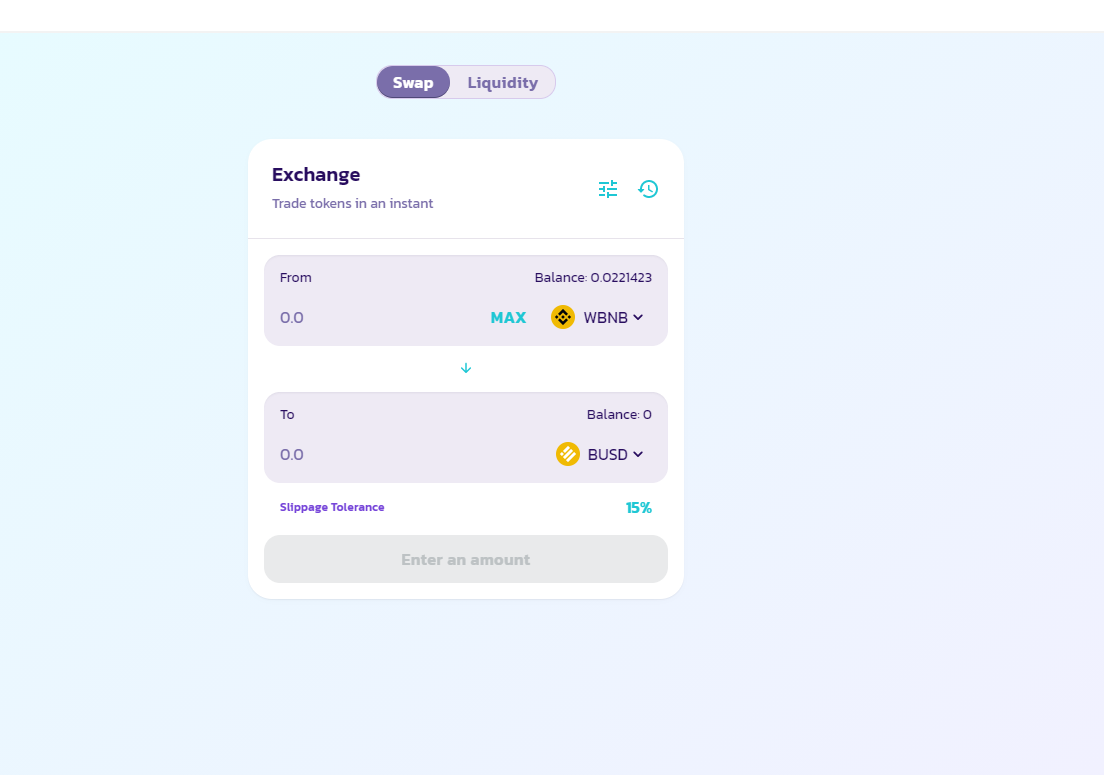 Swap Liquidity
Exchange
Trade tokens in an instant
From Balance: 0.0221423
0.0 MAX WBNB
To Balance: 0
0.0 BUSD
Slippage Tolerance 15%
Enter an amount